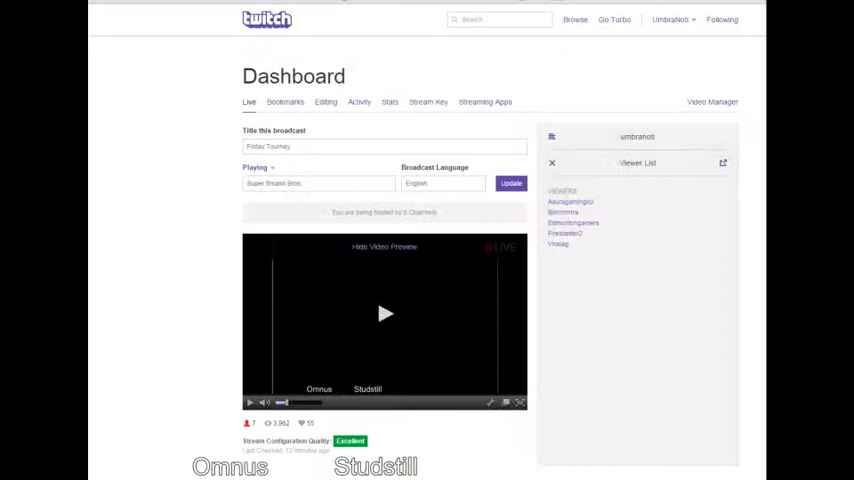 twitch
Search
Browse
Go Turbo
UmbraNoti
Following
Dashboard
Live
Bookmarks
Editing
Activity
Stats
Stream Key
Streaming Apps
Video Manager
Title this broadcast
Friday Tourney
Playing
Broadcast Language
Super Smash Bros.
English
Update
You are being hosted by 0 Channels
umbranoti
Viewer List
VIEWERS
Asuragamingloi
Edmontongamers
Fireblaster2
Viralag
Hide Video Preview
LIVE
Omnus Studstill
7
3,962
55
Stream Configuration Quality: Excellent
Last Checked: 12 minutes ago
Omnus Studstill